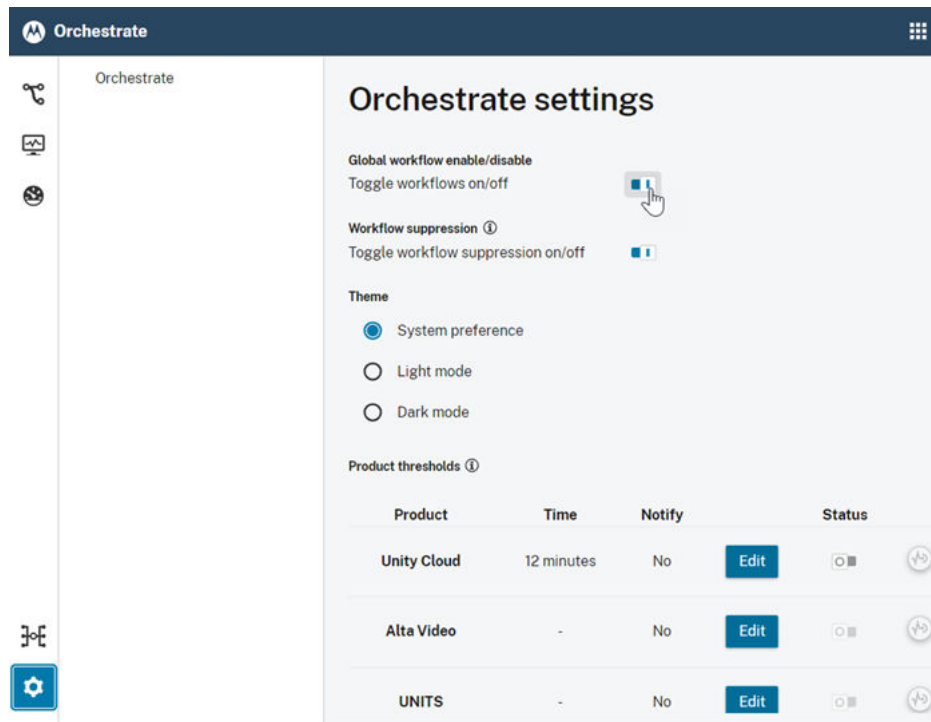 Orchestrate
Orchestrate
Orchestrate settings
Global workflow enable/disable
Toggle workflows on/off
Workflow suppression
Toggle workflow suppression on/off
Theme
System preference
Light mode
Dark mode
Product thresholds
Product Time Notify Status
Unity Cloud 12 minutes No Edit
Alta Video - No Edit
UNITS - No Edit